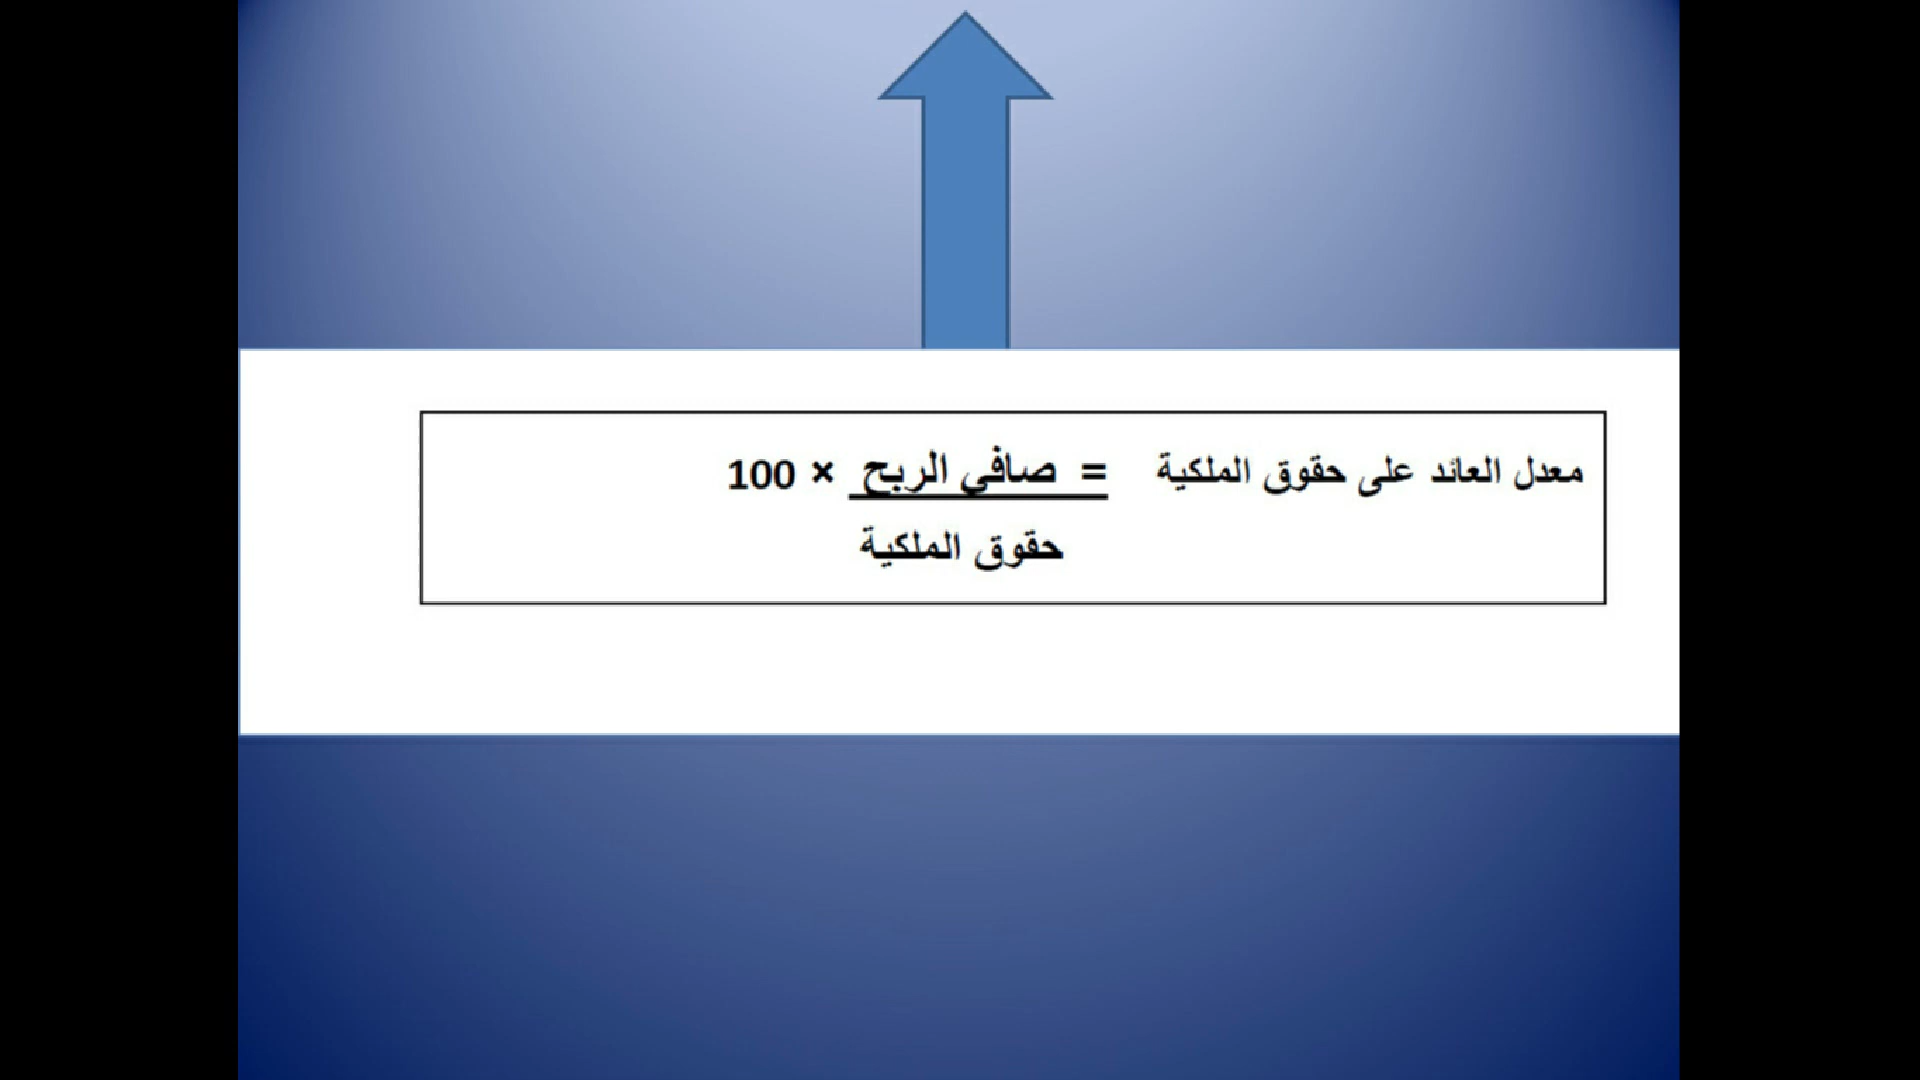 معدل العائد على حقوق الملكية = صافي الربح × 100
حقوق الملكية